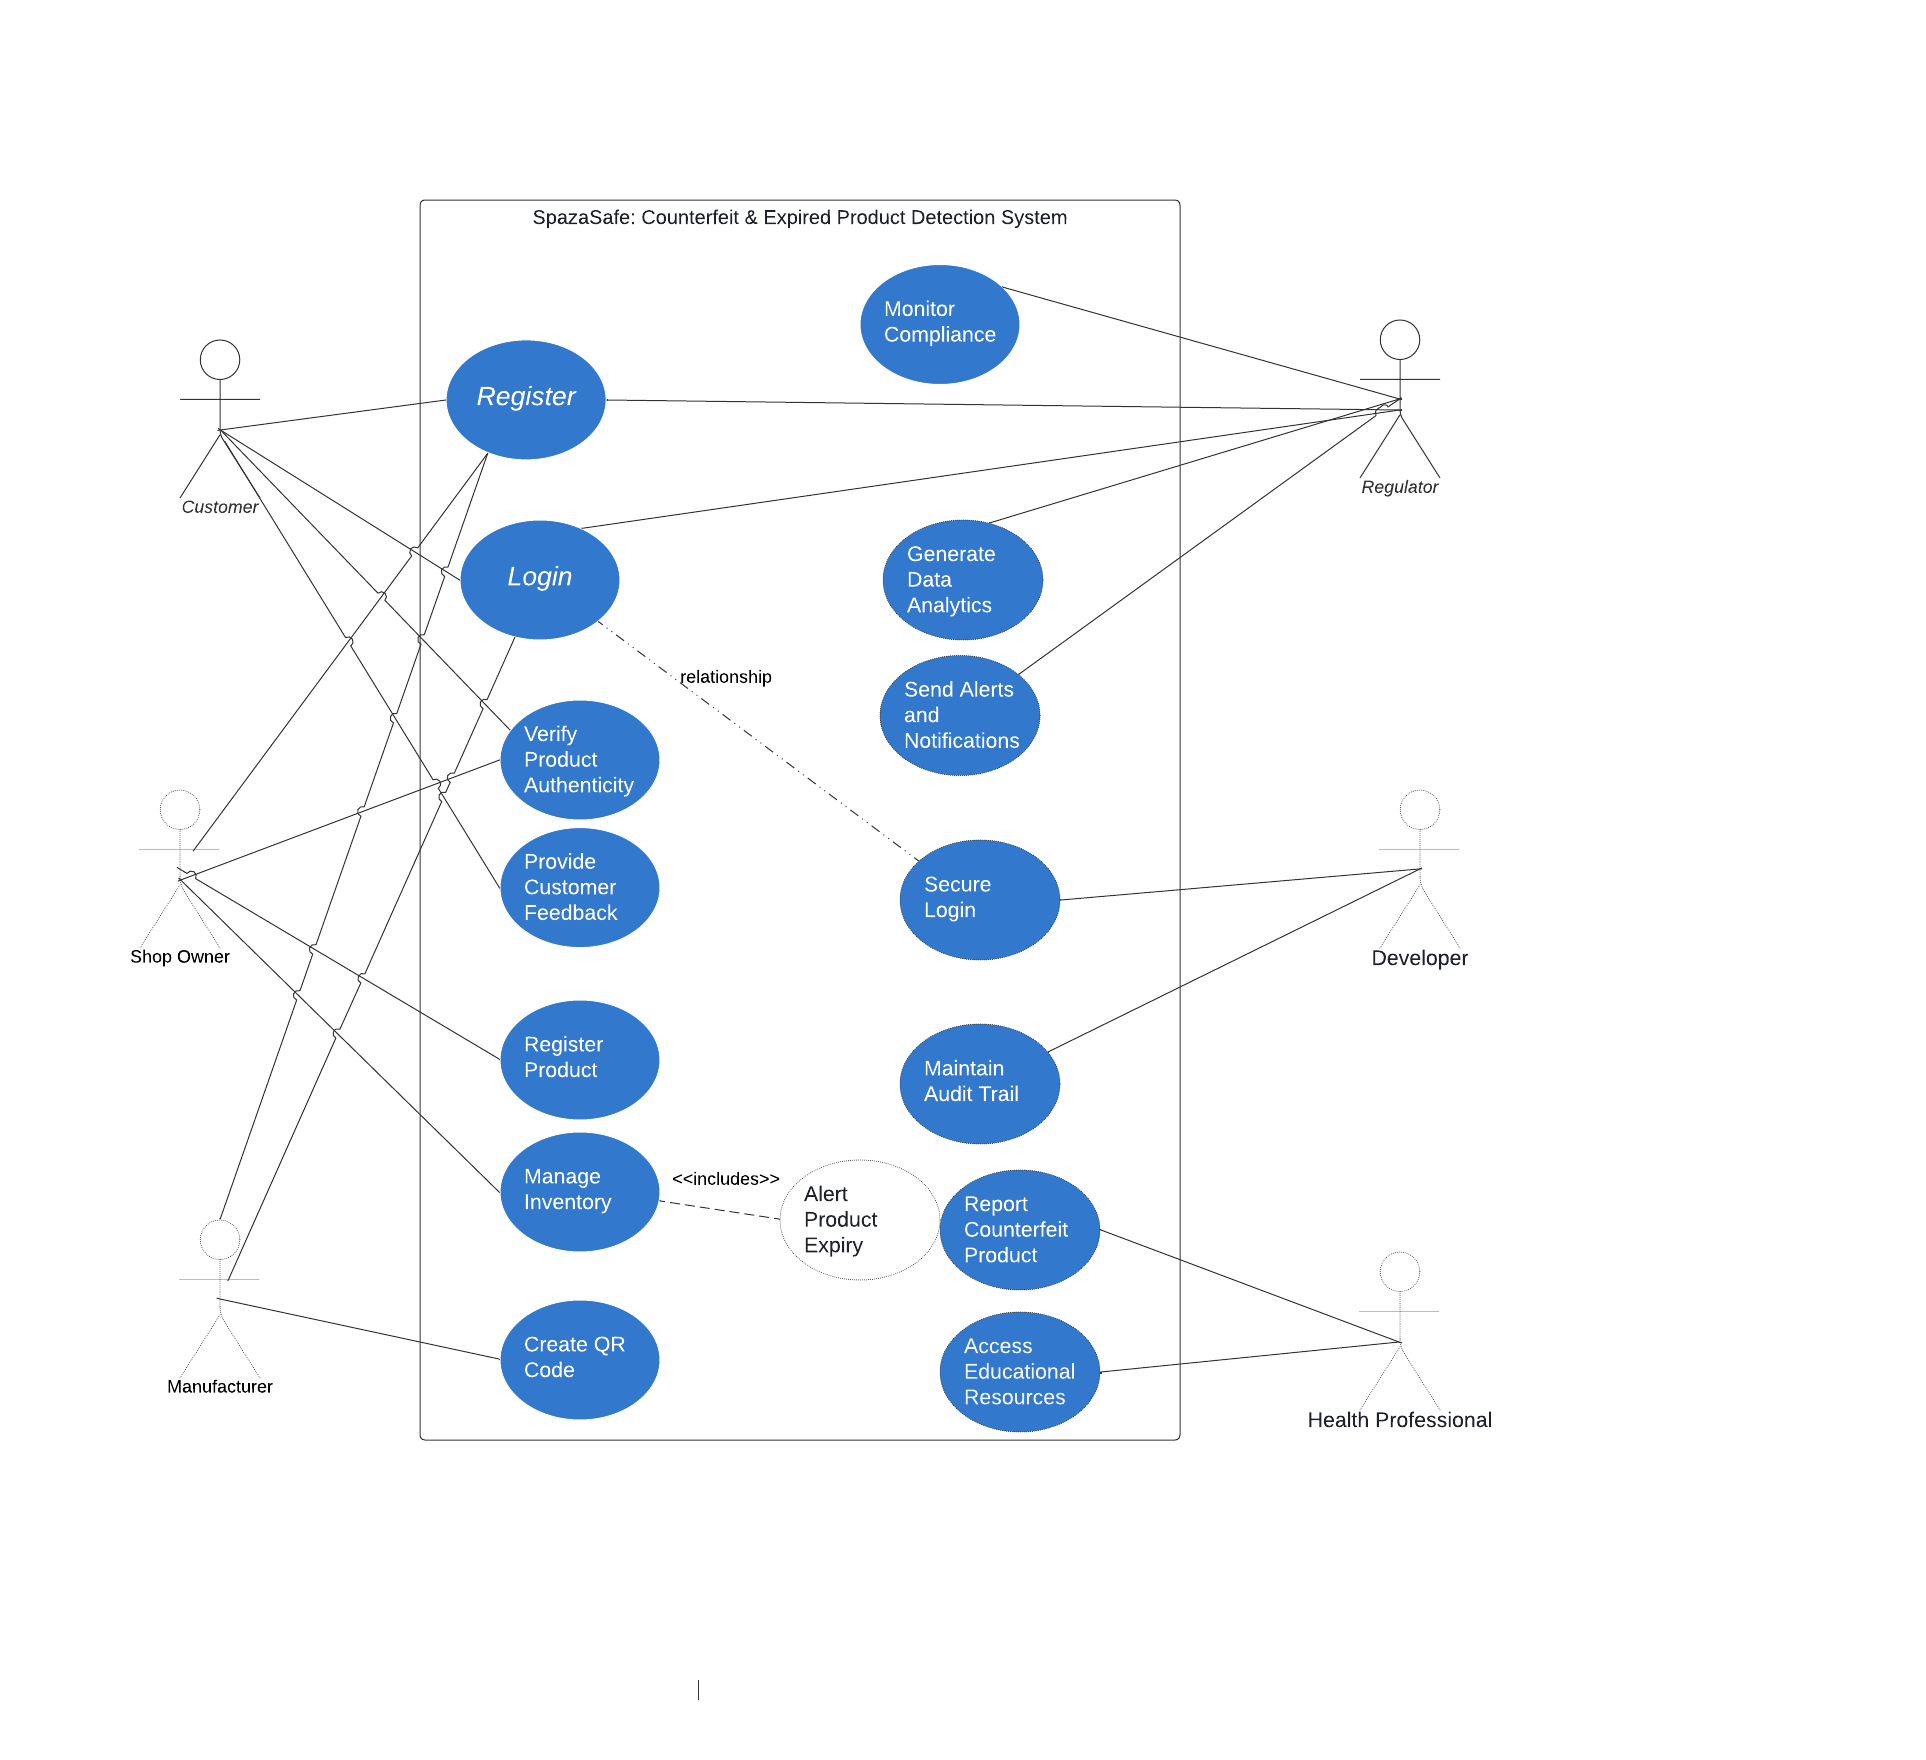 SpazaSafe: Counterfeit & Expired Product Detection System
Monitor
Compliance
Register
Customer
Regulator
Login
Generate
Data
Analytics
relationship
Send Alerts
and
Notifications
Verify
Product
Authenticity
Provide
Customer
Feedback
Secure
Login
Shop Owner
Developer
Register
Product
Maintain
Audit Trail
Manage
Inventory
<<includes>>
Alert
Product
Expiry
Report
Counterfeit
Product
Create QR
Code
Access
Educational
Resources
Manufacturer
Health Professional